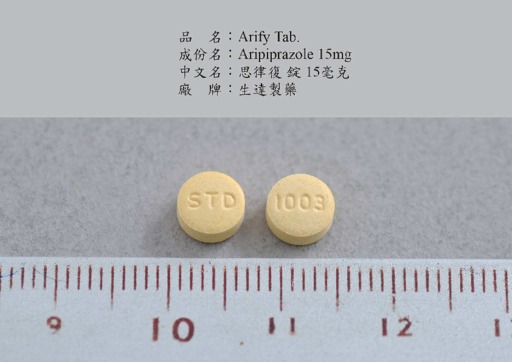 品　名：Arify Tab.
成份名：Aripiprazole 15mg
中文名：思律復 錠 15毫克
廠　牌：生達製藥
STD 1003
9 10 11 12 13